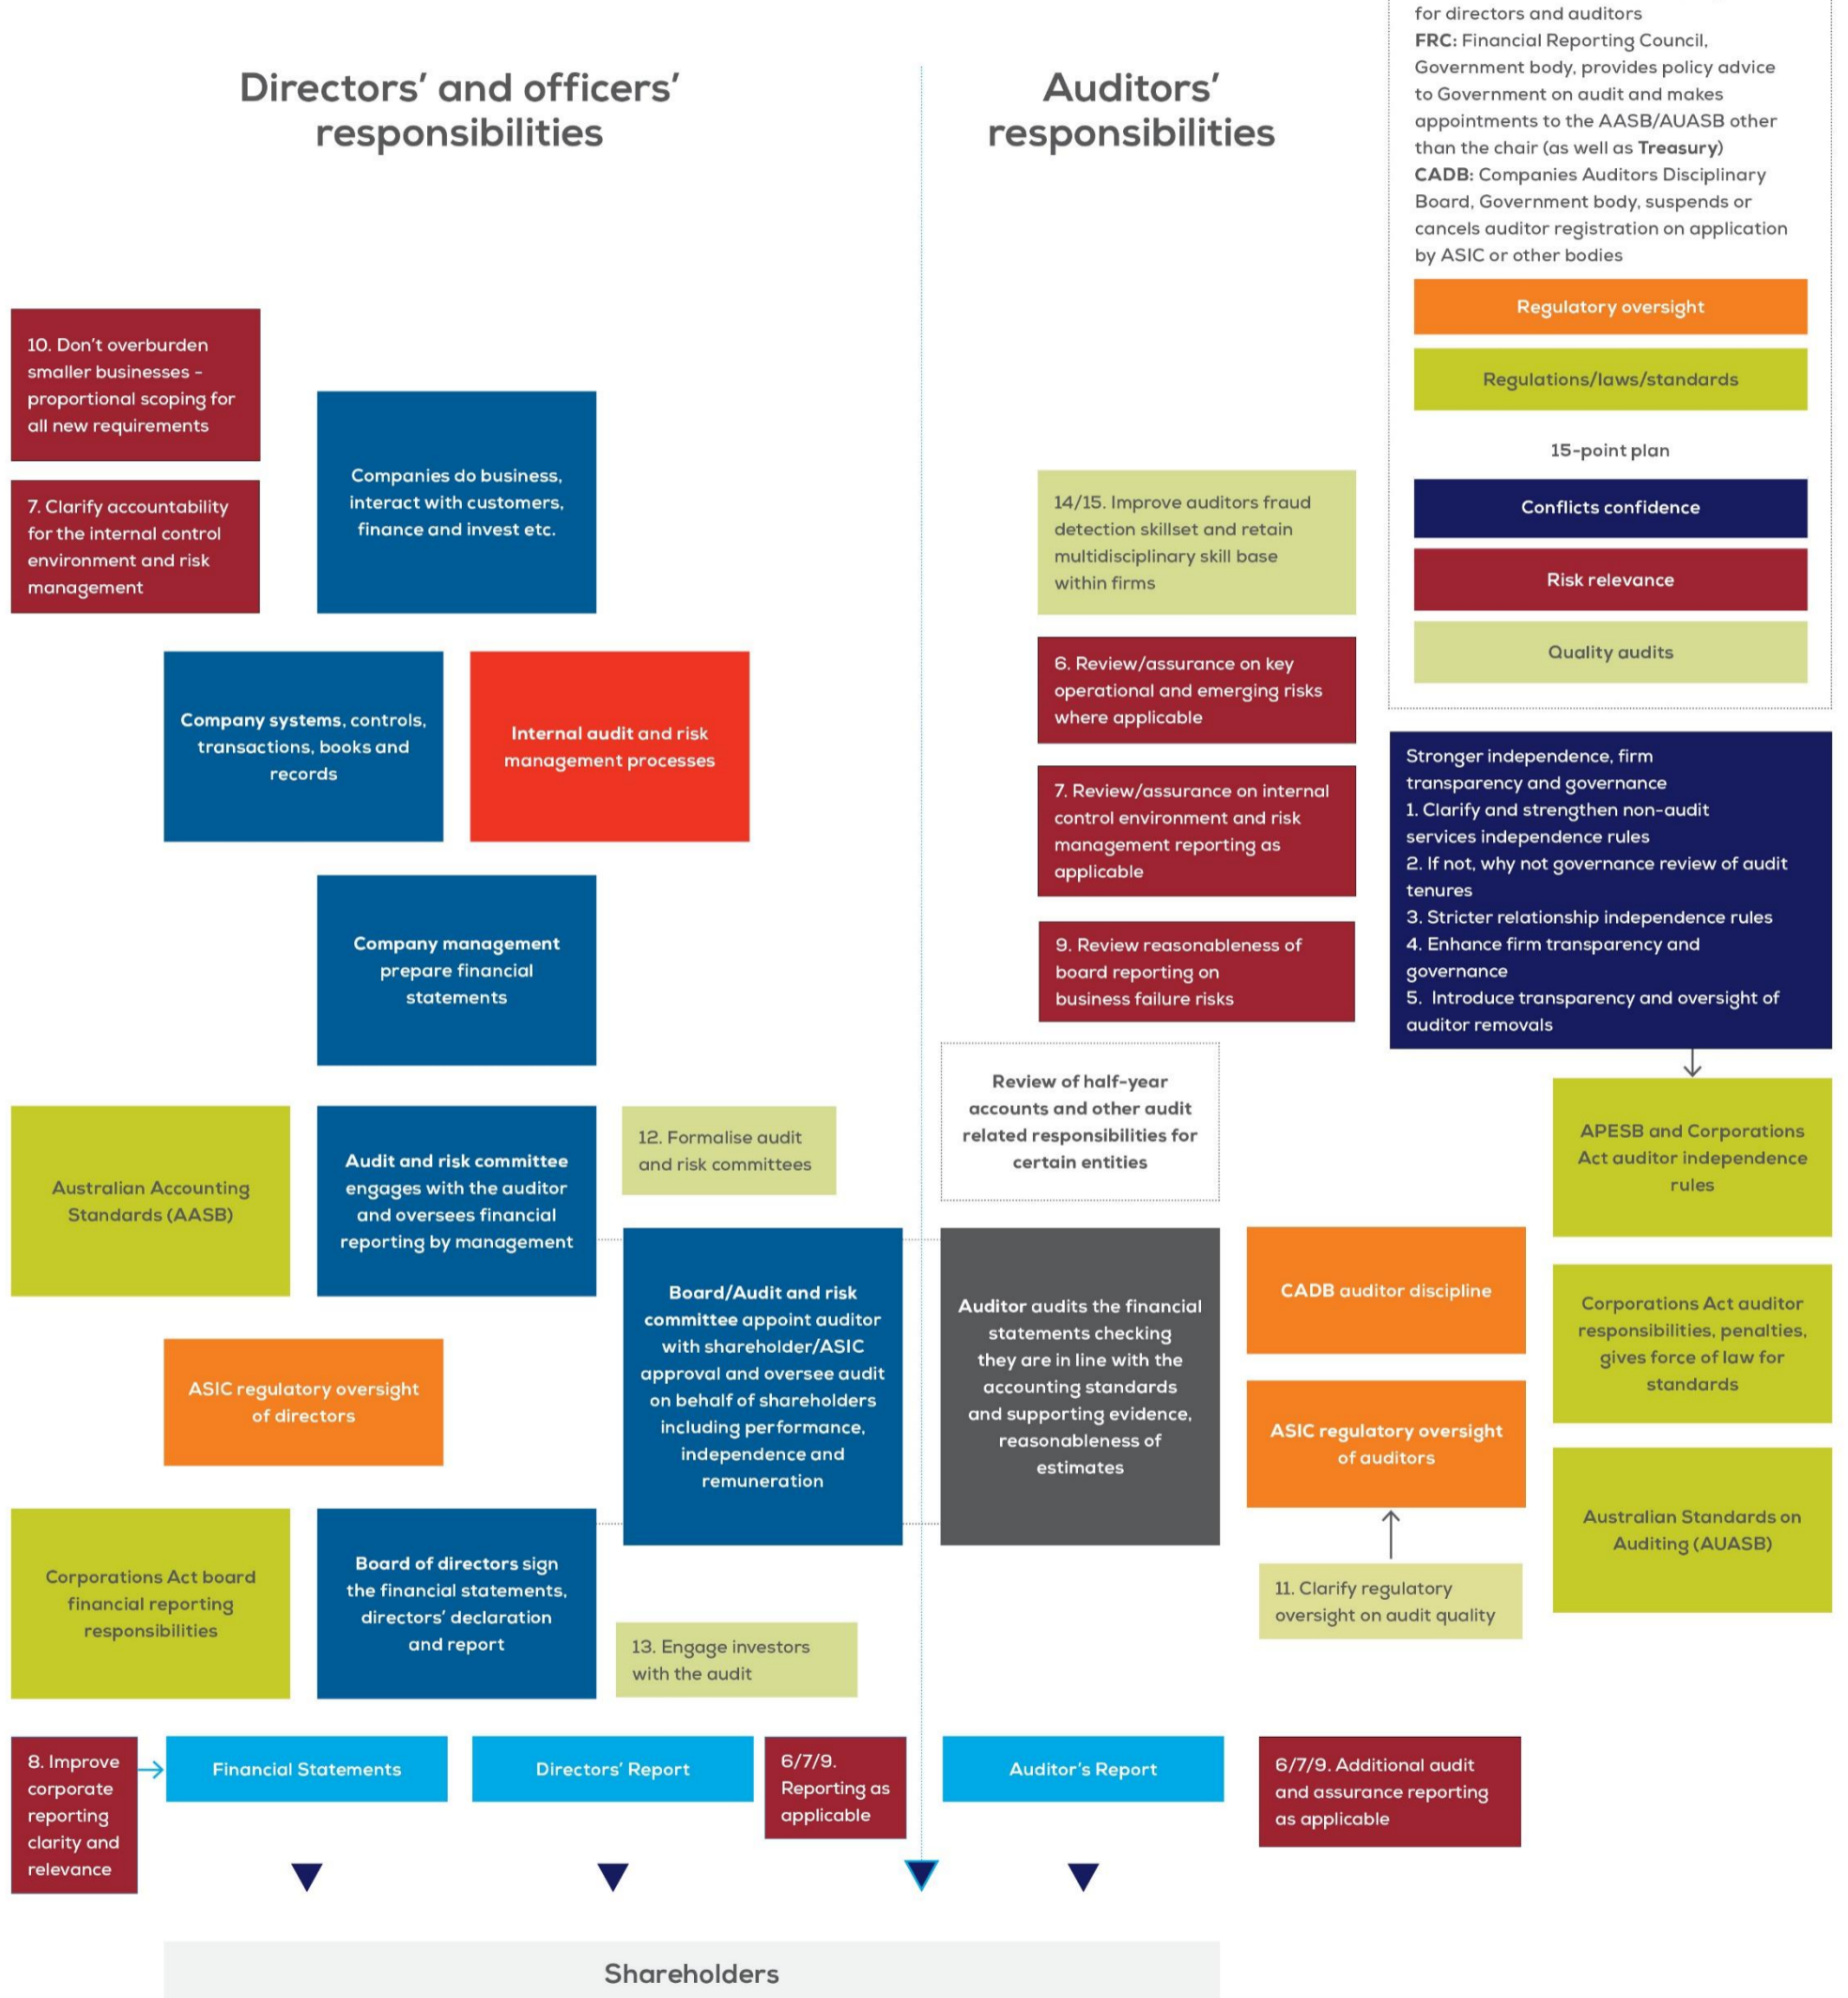 Directors' and officers'
responsibilities
Auditors'
responsibilities
for directors and auditors
FRC: Financial Reporting Council,
Government body, provides policy advice
to Government on audit and makes
appointments to the AASB/AUASB other
than the chair (as well as Treasury)
CADB: Companies Auditors Disciplinary
Board, Government body, suspends or
cancels auditor registration on application
by ASIC or other bodies
Regulatory oversight
Regulations/laws/standards
15-point plan
Conflicts confidence
Risk relevance
Quality audits
10. Don't overburden
smaller businesses -
proportional scoping for
all new requirements
7. Clarify accountability
for the internal control
environment and risk
management
Companies do business,
interact with customers,
finance and invest etc.
Company systems, controls,
transactions, books and
records
Internal audit and risk
management processes
Company management
prepare financial
statements
Australian Accounting
Standards (AASB)
Audit and risk committee
engages with the auditor
and oversees financial
reporting by management
12. Formalise audit
and risk committees
Board/Audit and risk
committee appoint auditor
with shareholder/ASIC
approval and oversee audit
on behalf of shareholders
including performance,
independence and
remuneration
ASIC regulatory oversight
of directors
Corporations Act board
financial reporting
responsibilities
Board of directors sign
the financial statements,
directors' declaration
and report
13. Engage investors
with the audit
14/15. Improve auditors fraud
detection skillset and retain
multidisciplinary skill base
within firms
6. Review/assurance on key
operational and emerging risks
where applicable
7. Review/assurance on internal
control environment and risk
management reporting as
applicable
9. Review reasonableness of
board reporting on
business failure risks
Review of half-year
accounts and other audit
related responsibilities for
certain entities
Auditor audits the financial
statements checking
they are in line with the
accounting standards
and supporting evidence,
reasonableness of
estimates
Stronger independence, firm
transparency and governance
1. Clarify and strengthen non-audit
services independence rules
2. If not, why not governance review of audit
tenures
3. Stricter relationship independence rules
4. Enhance firm transparency and
governance
5. Introduce transparency and oversight of
auditor removals
APESB and Corporations
Act auditor independence
rules
CADB auditor discipline
Corporations Act auditor
responsibilities, penalties,
gives force of law for
standards
ASIC regulatory oversight
of auditors
Australian Standards on
Auditing (AUASB)
11. Clarify regulatory
oversight on audit quality
8. Improve
corporate
reporting
clarity and
relevance
Financial Statements
Directors' Report
6/7/9.
Reporting as
applicable
Auditor's Report
6/7/9. Additional audit
and assurance reporting
as applicable
Shareholders